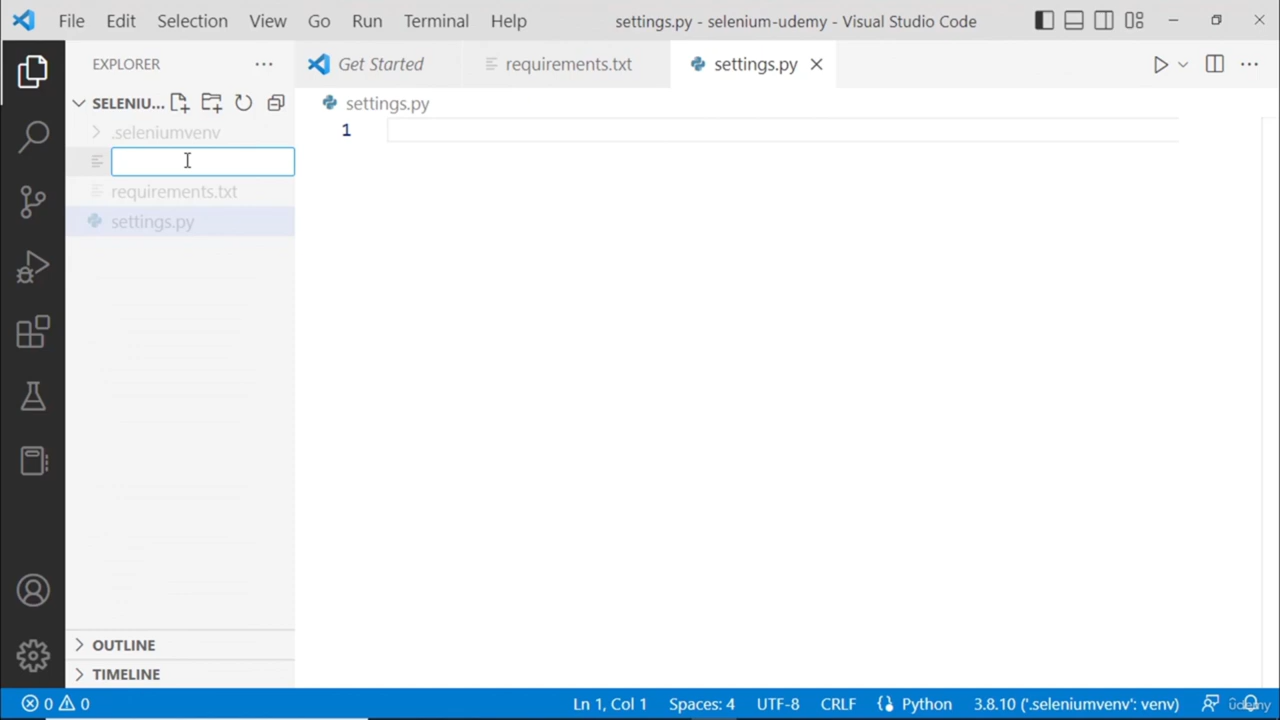 File Edit Selection View Go Run Terminal Help settings.py - selenium-udemy - Visual Studio Code
EXPLORER
Get Started requirements.txt settings.py
SELENIU...
settings.py
.seleniumvenv
1
requirements.txt
settings.py
OUTLINE
TIMELINE
0 0 Ln 1, Col 1 Spaces: 4 UTF-8 CRLF Python 3.8.10 ('.seleniumvenv': venv) udemy